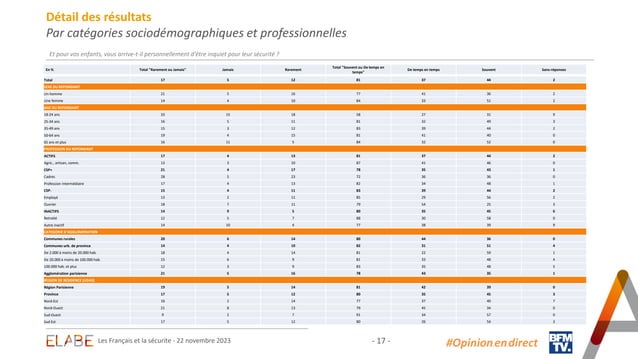 Détail des résultats
Par catégories sociodémographiques et professionnelles
Et pour vos enfants, vous arrive-t-il personnellement d'être inquiet pour leur sécurité ?
En % Total "Rarement ou Jamais" Jamais Rarement Total "Souvent ou De temps en temps" De temps en temps Souvent Sans réponses
Total 17 5 12 81 37 44 2
SEXE DU REPONDANT
Un homme 21 5 16 77 41 36 2
Une femme 14 4 10 84 33 51 2
AGE DU REPONDANT
18-24 ans
25-34 ans 16 5 11 81 32 49 3
35-49 ans 15 3 12 83 39 44 2
50-64 ans 19 4 15 81 41 40 0
65 ans et plus 16 11 5 84 32 52 0
PROFESSION DU REPONDANT
ACTIFS 17 4 13 81 37 44 2
Agric., artisan, comm. 13 3 10 87 41 46 0
CSP+ 21 4 17 78 35 43 1
Cadres 28 5 23 72 36 36 0
Profession intermédiaire 17 4 13 82 34 48 1
CSP- 15 4 11 83 39 44 2
Employé 13 2 11 85 29 56 2
Ouvrier 18 7 11 79 54 25 3
INACTIFS 14 9 5 80 35 45 6
Retraité 12 5 7 88 30 58 0
Autre inactif 14 10 4 77 38 39 9
CATEGORIE D'AGGLOMERATION
Communes rurales 20 6 14 80 44 36 0
Communes urb. de province 14 4 10 82 31 51 4
De 2.000 à moins de 20.000 hab. 18 4 14 81 22 59 1
De 20.000 à moins de 100.000 hab. 15 6 9 81 33 48 4
100.000 hab. et plus 12 3 9 83 35 48 5
Agglomération parisienne 21 5 16 78 43 35 1
REGION DE RESIDENCE (UDA5)
Région Parisienne 19 5 14 81 42 39 0
Province 17 5 12 80 35 45 3
Nord Est 16 2 14 77 37 40 7
Nord Ouest 21 8 13 79 43 36 0
Sud Ouest 9 2 7 91 34 57 0
Sud Est 17 5 12 80 26 54 3
ELABE
Les Français et la sécurite - 22 novembre 2023
- 17 -
#Opinionendirect
BFM
TV.